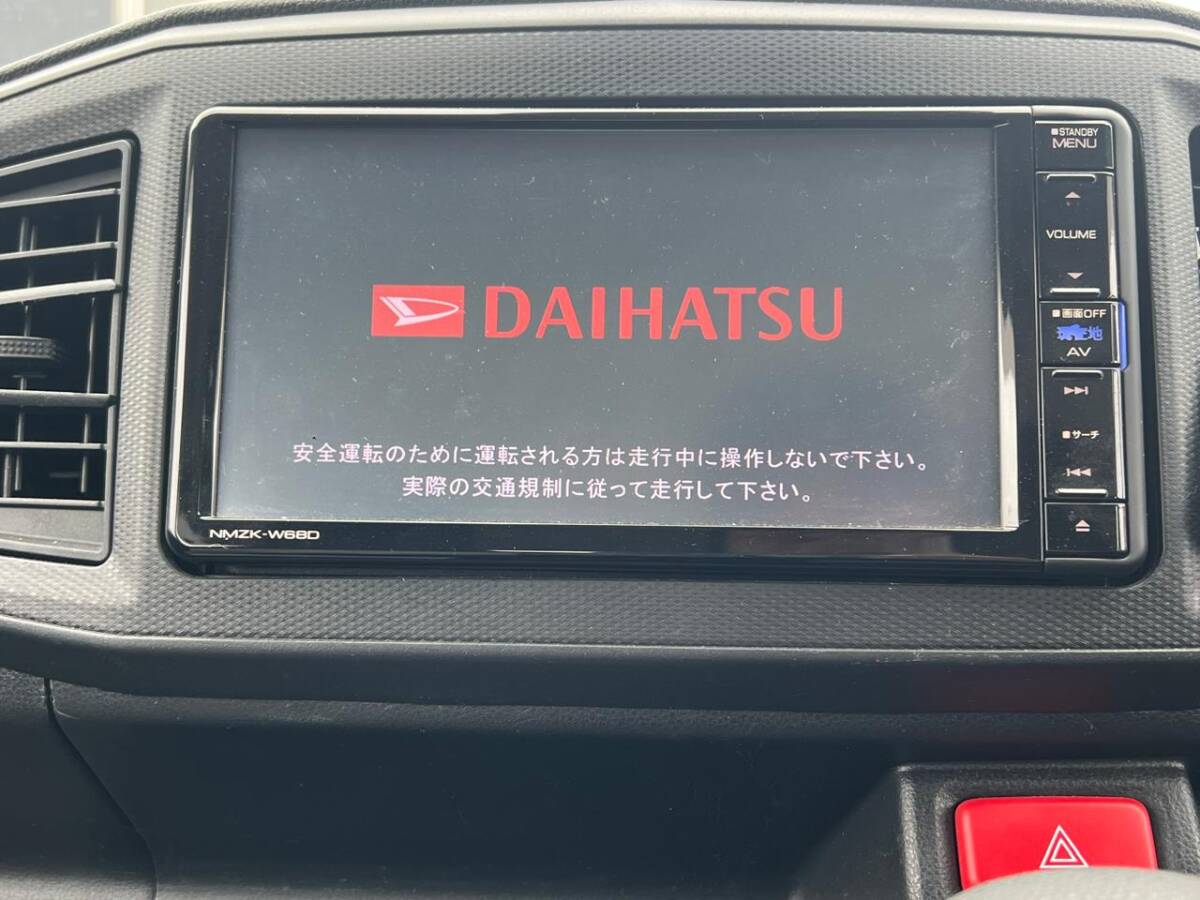 DAIHATSU
安全運転のために運転される方は走行中に操作しないで下さい。
実際の交通規制に従って走行して下さい。
NMZK-W68D
STANDBY
MENU
VOLUME
画面OFF
現在地
AV
サーチ